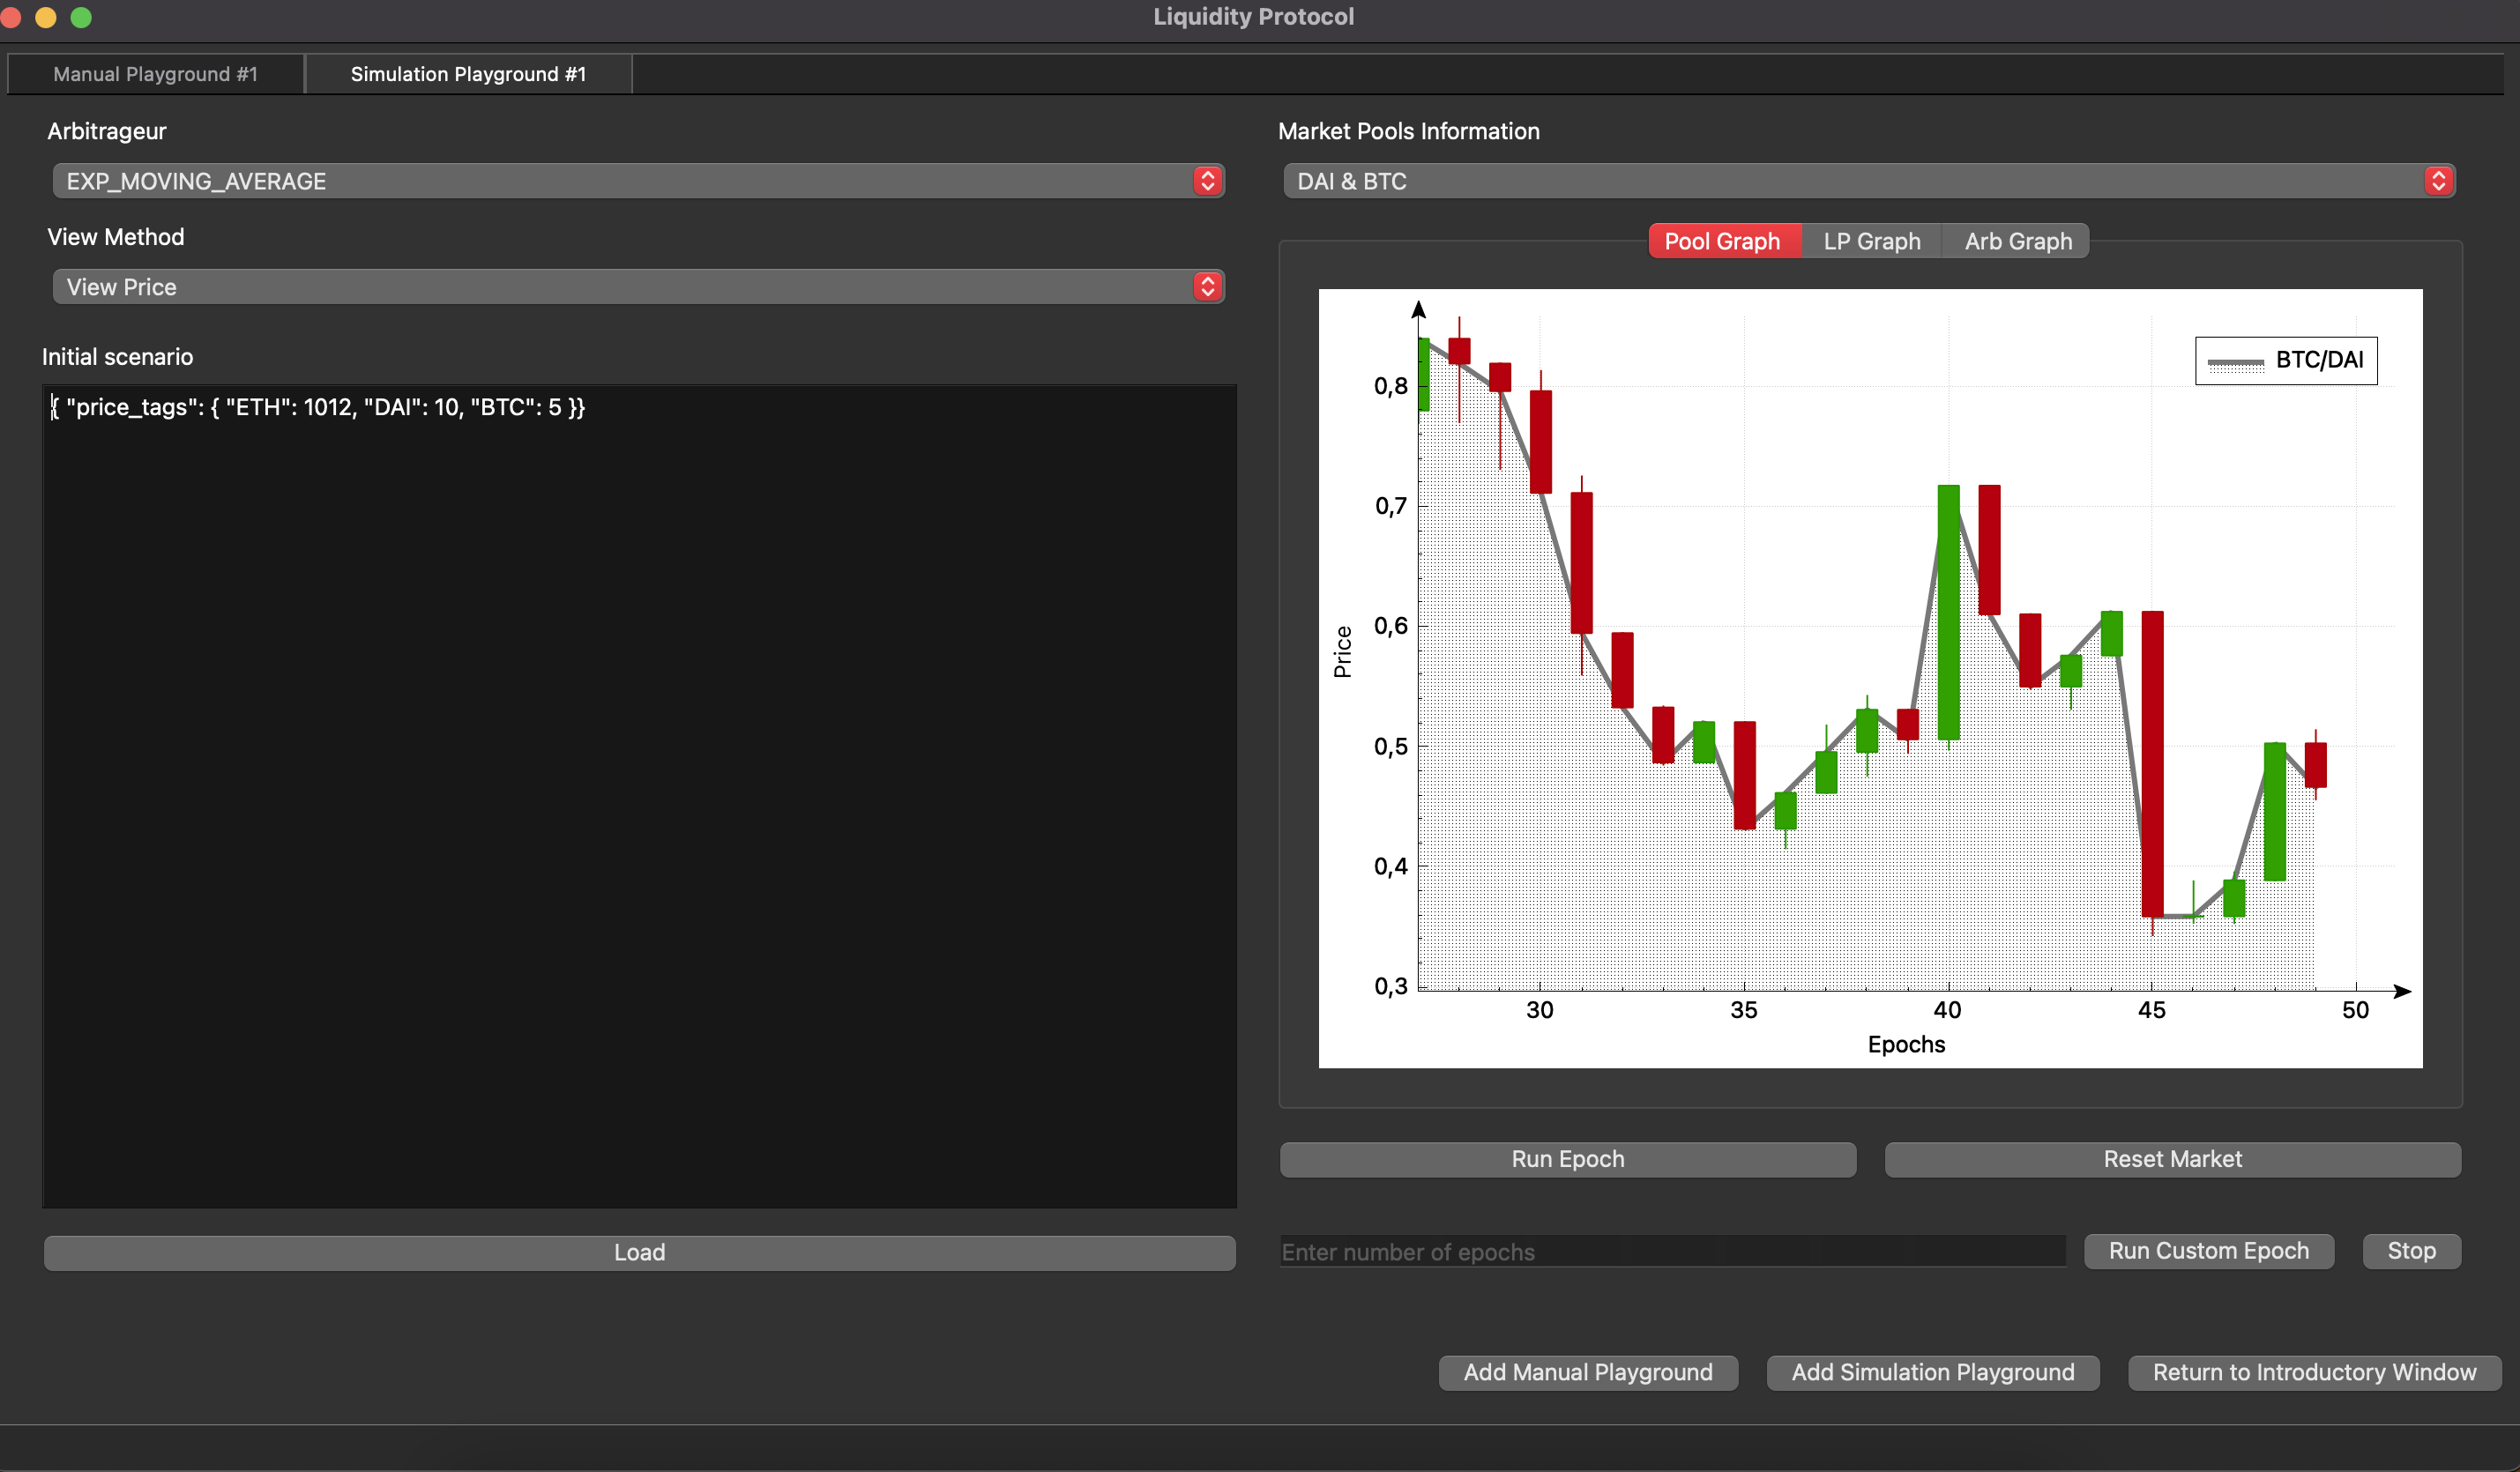 Liquidity Protocol
Manual Playground #1
Simulation Playground #1
Arbitrageur
EXP_MOVING_AVERAGE
View Method
View Price
Initial scenario
{ "price_tags": { "ETH": 1012, "DAI": 10, "BTC": 5 }}
Load
Market Pools Information
DAI & BTC
Pool Graph
LP Graph
Arb Graph
BTC/DAI
0,8
0,7
0,6
0,5
0,4
0,3
Price
30
35
40
45
50
Epochs
Run Epoch
Reset Market
Enter number of epochs
Run Custom Epoch
Stop
Add Manual Playground
Add Simulation Playground
Return to Introductory Window